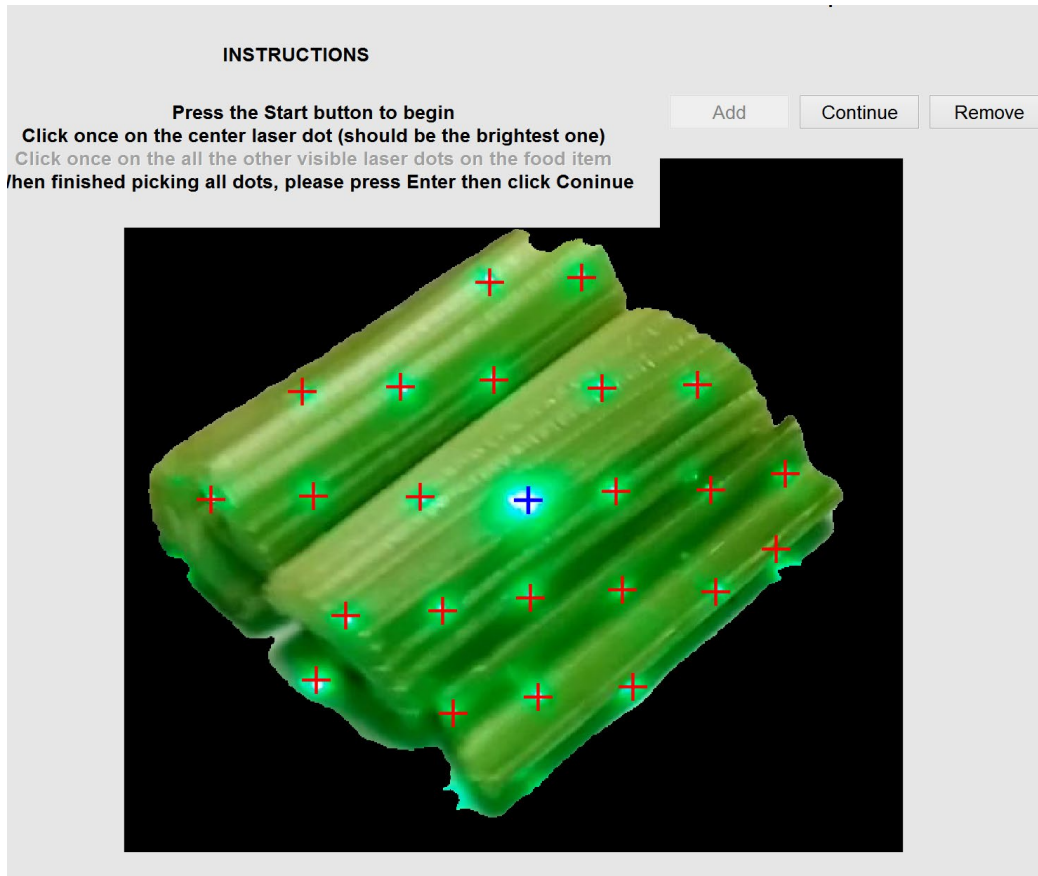 INSTRUCTIONS
Press the Start button to begin
Add
Continue
Remove
Click once on the center laser dot (should be the brightest one)
Click once on the all the other visible laser dots on the food item
hen finished picking all dots, please press Enter then click Coninue